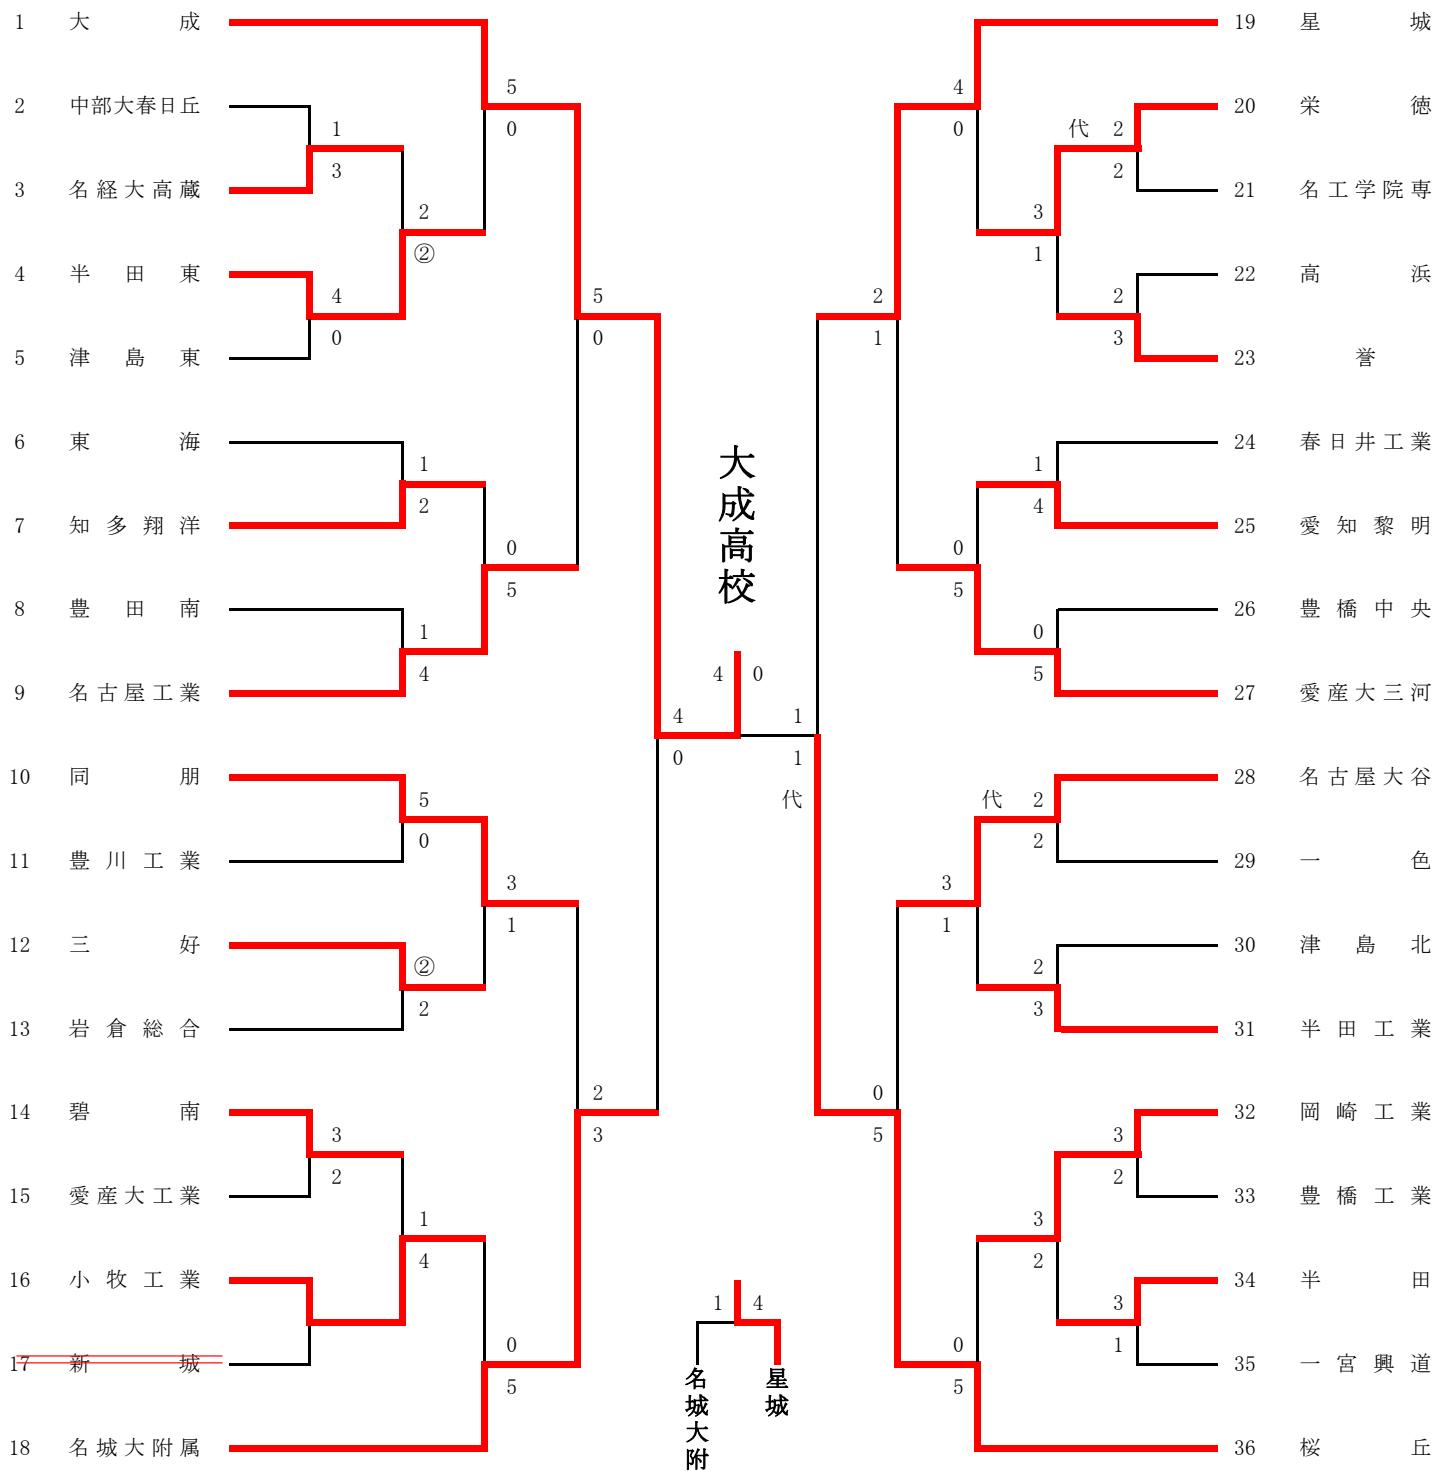 1 大成
2 中部大春日丘
3 名経大高蔵
4 半田東
5 津島東
6 東海
7 知多翔洋
8 豊田南
9 名古屋工業
10 同朋
11 豊川工業
12 三好
13 岩倉総合
14 碧南
15 愛産大工業
16 小牧工業
17 新城
18 名城大附属
1
3
4
0
3
2
2
②
1
2
1
4
5
0
②
2
1
4
5
0
0
5
3
1
0
5
5
0
2
3
4
0
大成高校
4 0
1
1
代
1 4
名城大附
星城
2
1
0
5
4
0
0
5
3
1
0
5
3
1
1
4
0
5
代 2
2
2
3
3
2
代 2
2
2
3
3
2
3
1
19 星城
20 栄徳
21 名工学院専
22 高浜
23 誉
24 春日井工業
25 愛知黎明
26 豊橋中央
27 愛産大三河
28 名古屋大谷
29 一色
30 津島北
31 半田工業
32 岡崎工業
33 豊橋工業
34 半田
35 一宮興道
36 桜丘